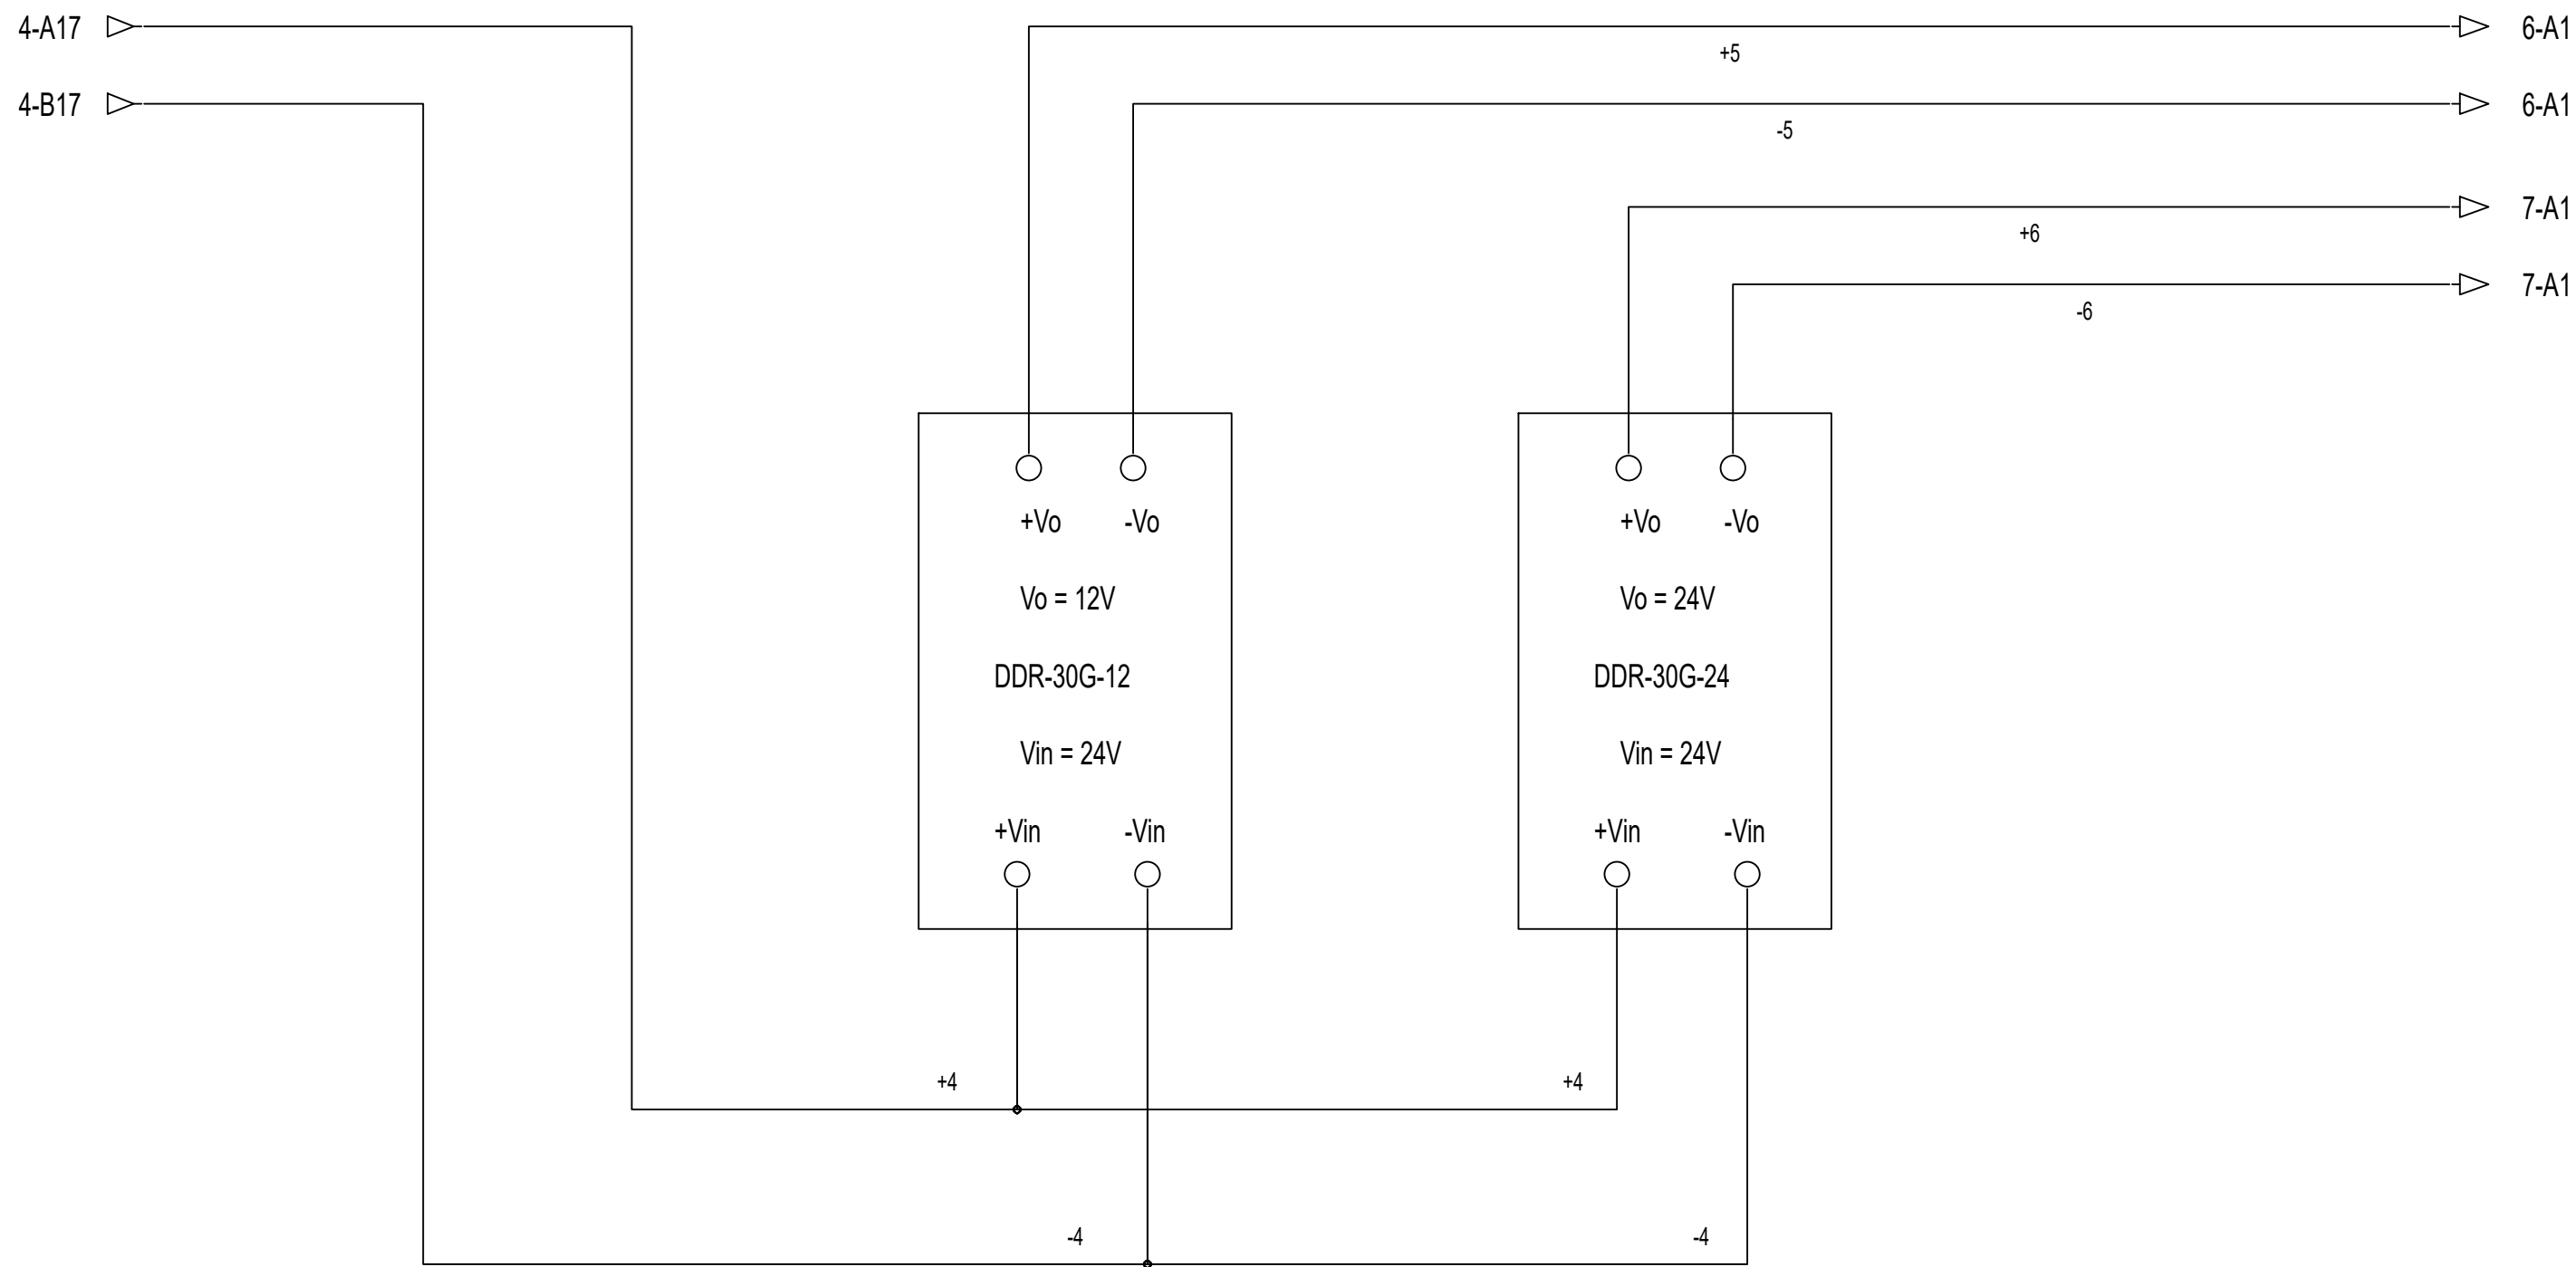 4-A17
6-A1
+5
4-B17
6-A1
-5
7-A1
+6
7-A1
-6
+Vo -Vo
Vo = 12V
DDR-30G-12
Vin = 24V
+Vin -Vin
+Vo -Vo
Vo = 24V
DDR-30G-24
Vin = 24V
+Vin -Vin
+4
+4
-4
-4